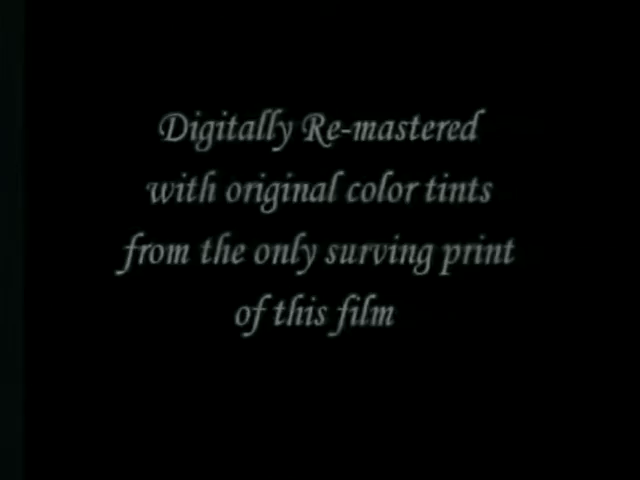 Digitally Re-mastered
with original color tints
from the only surving print
of this film